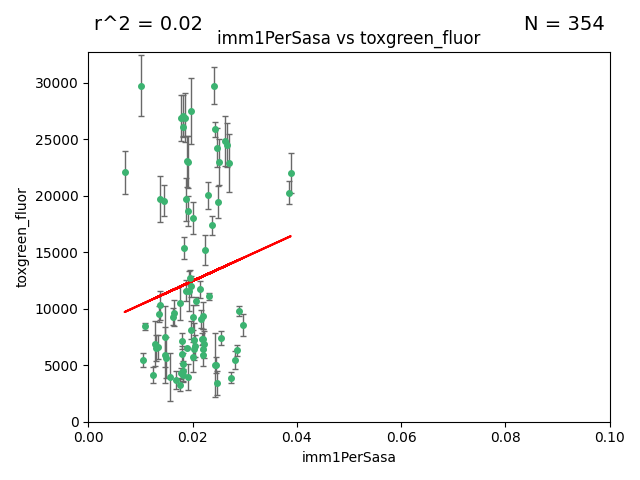 r^2 = 0.02
N = 354
imm1PerSasa vs toxgreen_fluor
toxgreen_fluor
30000
25000
20000
15000
10000
5000
0
0.00
0.02
0.04
0.06
0.08
0.10
imm1PerSasa